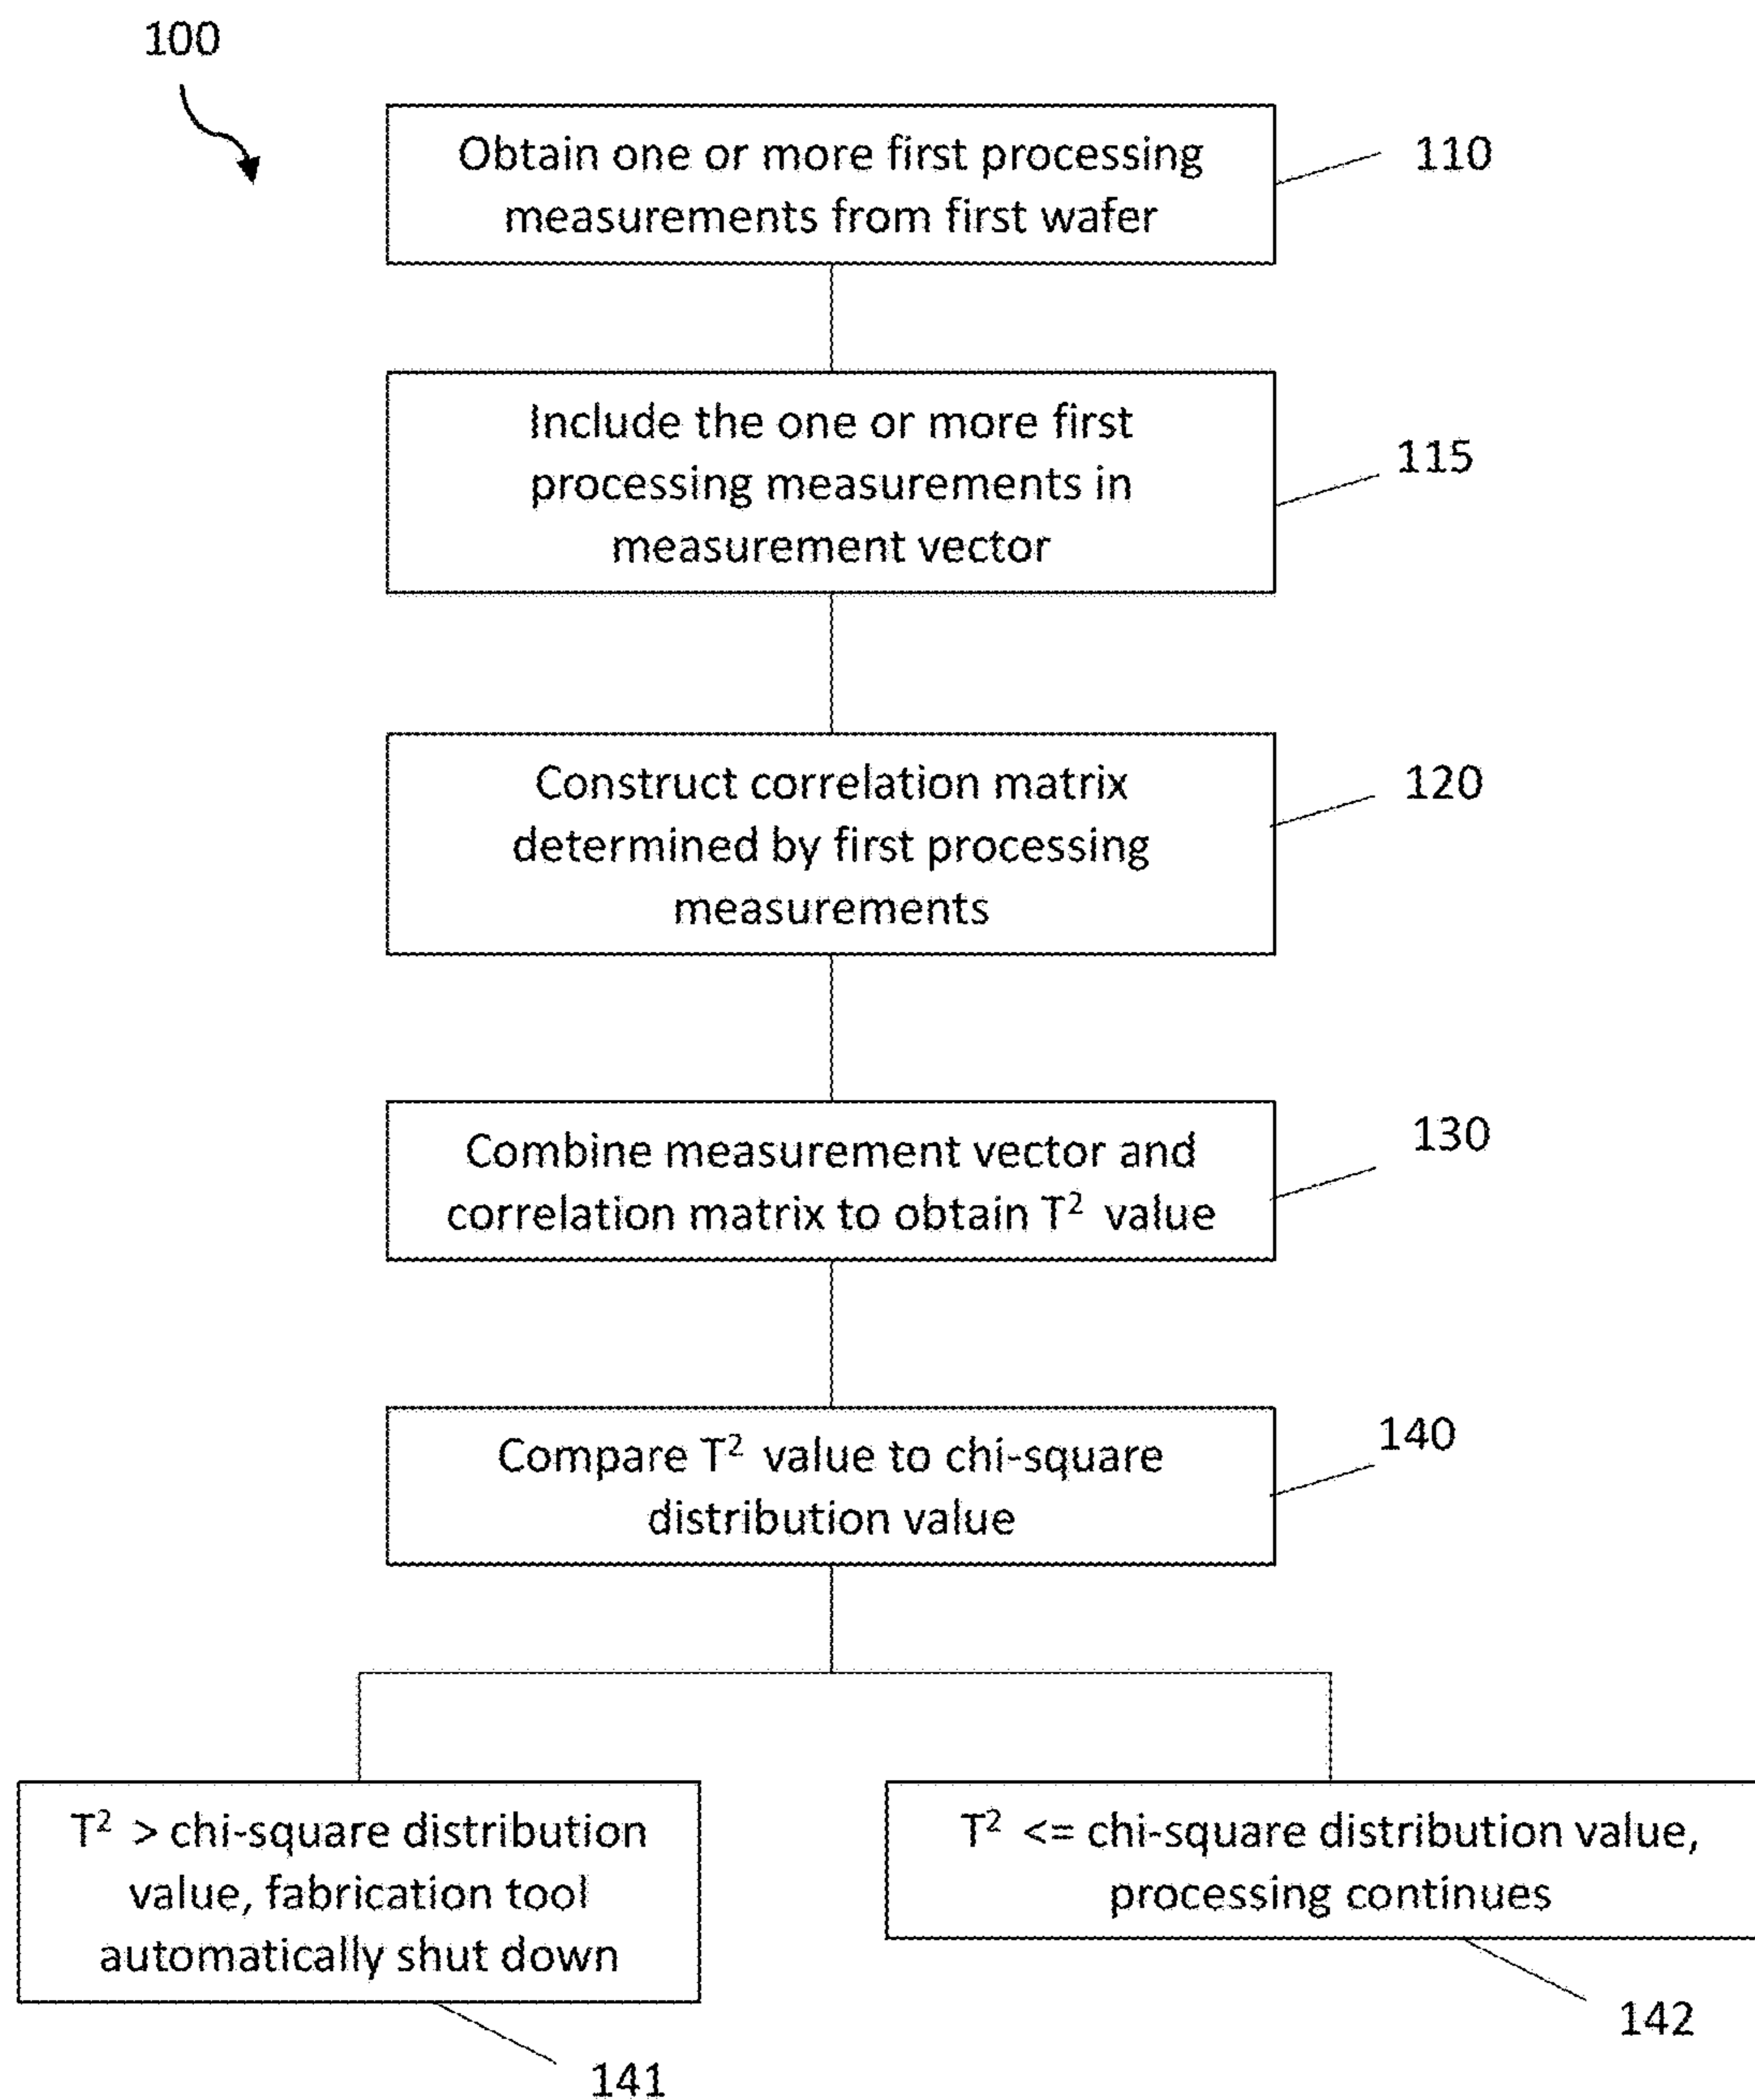 100
Obtain one or more first processing
measurements from first wafer
110
Include the one or more first
processing measurements in
measurement vector
115
Construct correlation matrix
determined by first processing
measurements
120
Combine measurement vector and
correlation matrix to obtain T² value
130
Compare T² value to chi-square
distribution value
140
T² > chi-square distribution
value, fabrication tool
automatically shut down
141
T² <= chi-square distribution value,
processing continues
142